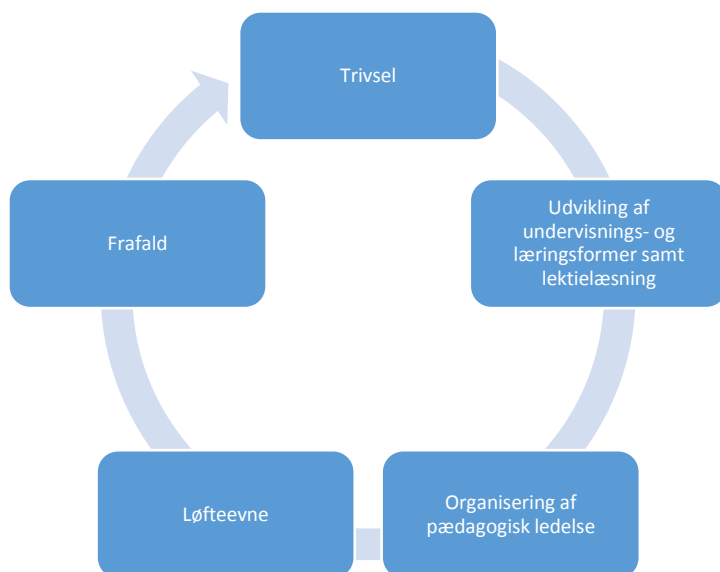 Trivsel
Udvikling af
undervisnings- og
læringsformer samt
lektielæsning
Organisering af
pædagogisk ledelse
Løfteevne
Frafald